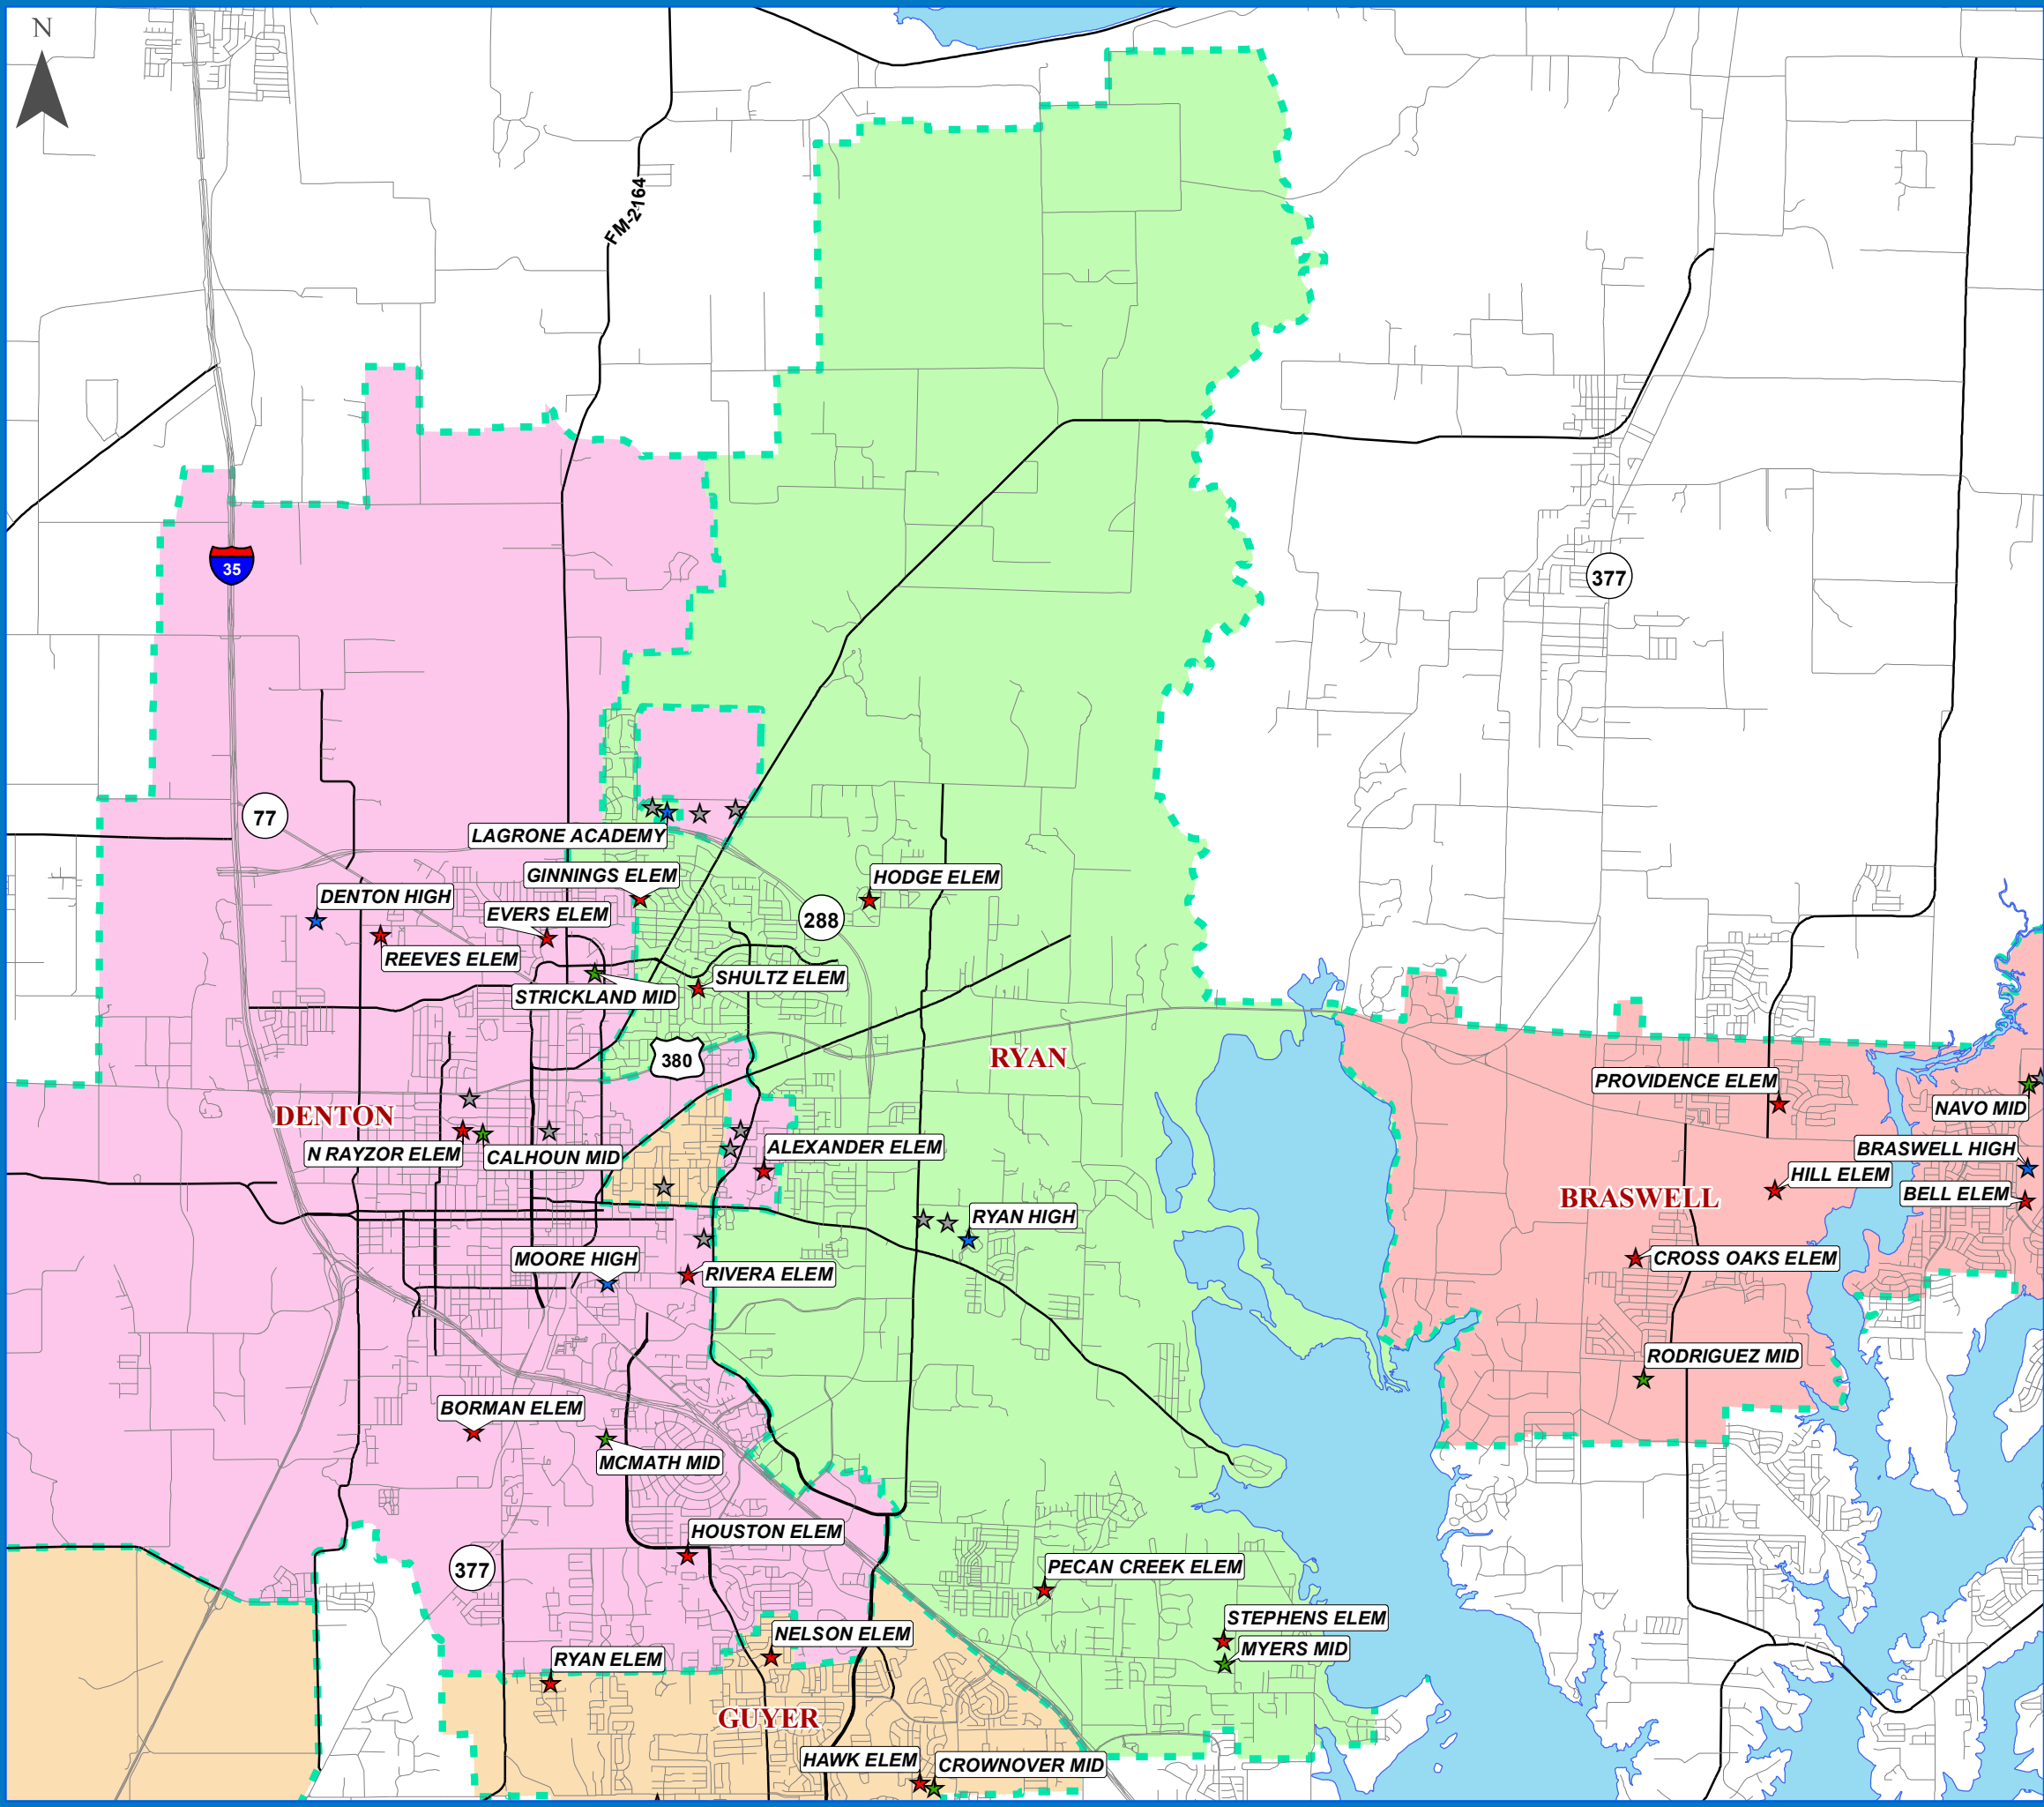 N
FM-2164
35
377
77
LAGRONE ACADEMY
GINNINGS ELEM
HODGE ELEM
DENTON HIGH
EVERS ELEM
288
REEVES ELEM
SHULTZ ELEM
STRICKLAND MID
380
RYAN
PROVIDENCE ELEM
NAVO MID
DENTON
N RAYZOR ELEM
CALHOUN MID
ALEXANDER ELEM
BRASWELL HIGH
HILL ELEM
BELL ELEM
BRASWELL
RYAN HIGH
MOORE HIGH
RIVERA ELEM
CROSS OAKS ELEM
RODRIGUEZ MID
BORMAN ELEM
MCMATH MID
HOUSTON ELEM
377
PECAN CREEK ELEM
STEPHENS ELEM
NELSON ELEM
MYERS MID
RYAN ELEM
GUYER
HAWK ELEM
CROWNOVER MID